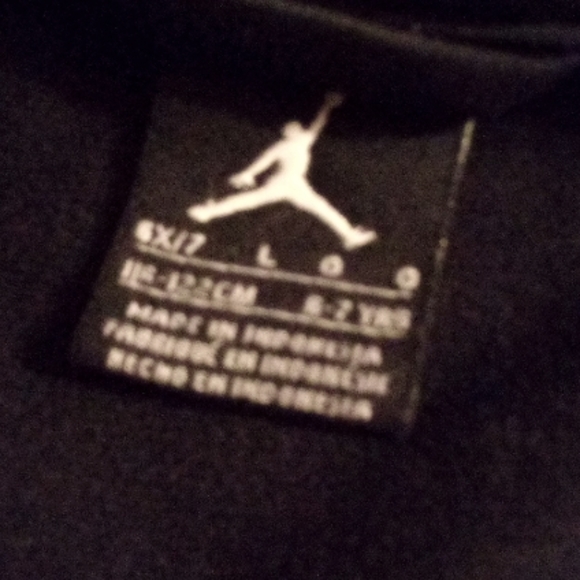 6X/7 L G G
116-122CM 6-7 YRS
MADE IN INDONESIA
FABRIQUÉ EN INDONÉSIE
HECHO EN INDONESIA